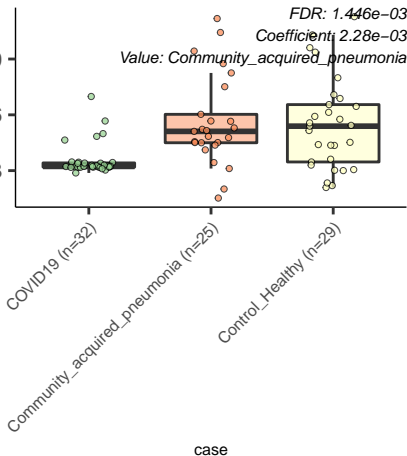 FDR: 1.446e−03
Coefficient: 2.28e−03
Value: Community_acquired_pneumonia
COVID19 (n=32)
Community_acquired_pneumonia (n=25)
Control_Healthy (n=29)
case